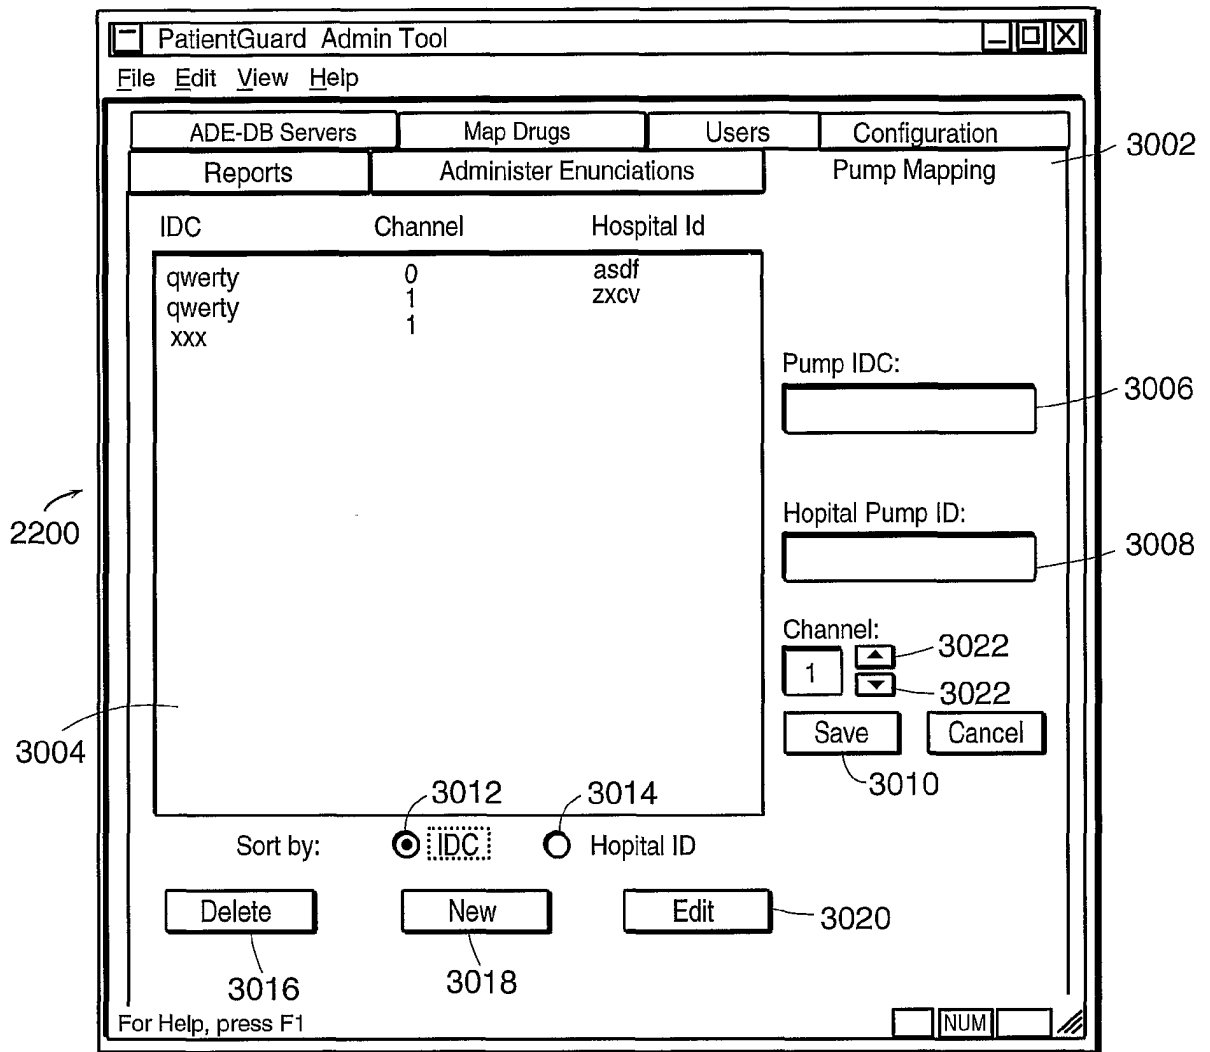 PatientGuard Admin Tool
File Edit View Help
ADE-DB Servers Map Drugs Users Configuration
3002
Reports Administer Enunciations Pump Mapping
IDC Channel Hospital Id
qwerty 0 asdf
qwerty 1 zxcv
xxx 1
Pump IDC:
3006
2200
Hopital Pump ID:
3008
Channel:
1
3022
3022
3004
Save Cancel
3010
3012 3014
Sort by: IDC Hopital ID
Delete New Edit
3020
3016 3018
For Help, press F1 NUM